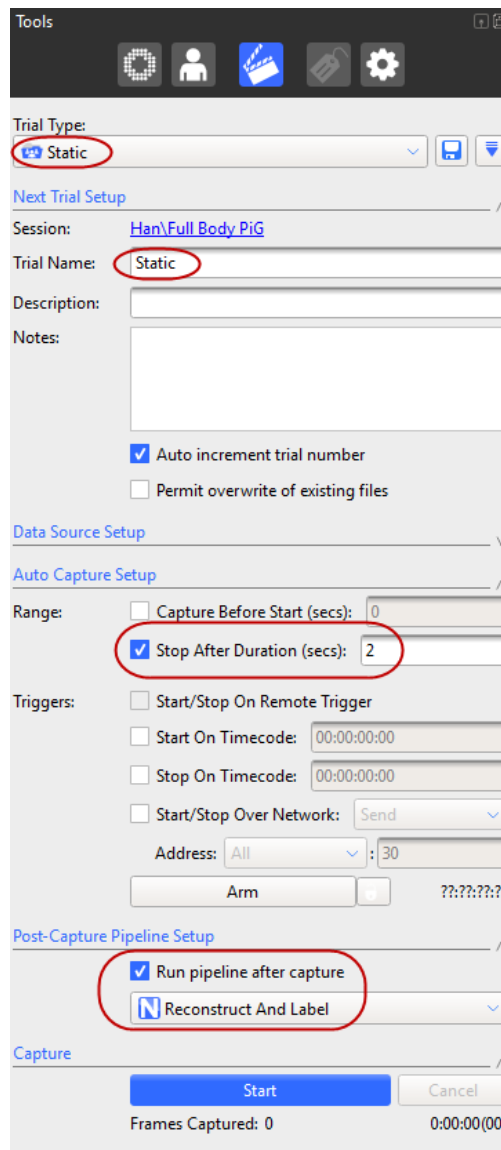 Tools
Trial Type:
Static
Next Trial Setup
Session: Han\Full Body PiG
Trial Name: Static
Description:
Notes:
Auto increment trial number
Permit overwrite of existing files
Data Source Setup
Auto Capture Setup
Range: Capture Before Start (secs): 0
Stop After Duration (secs): 2
Triggers: Start/Stop On Remote Trigger
Start On Timecode: 00:00:00:00
Stop On Timecode: 00:00:00:00
Start/Stop Over Network: Send
Address: All : 30
Arm ??:??:??:?
Post-Capture Pipeline Setup
Run pipeline after capture
N Reconstruct And Label
Capture
Start Cancel
Frames Captured: 0 0:00:00(00